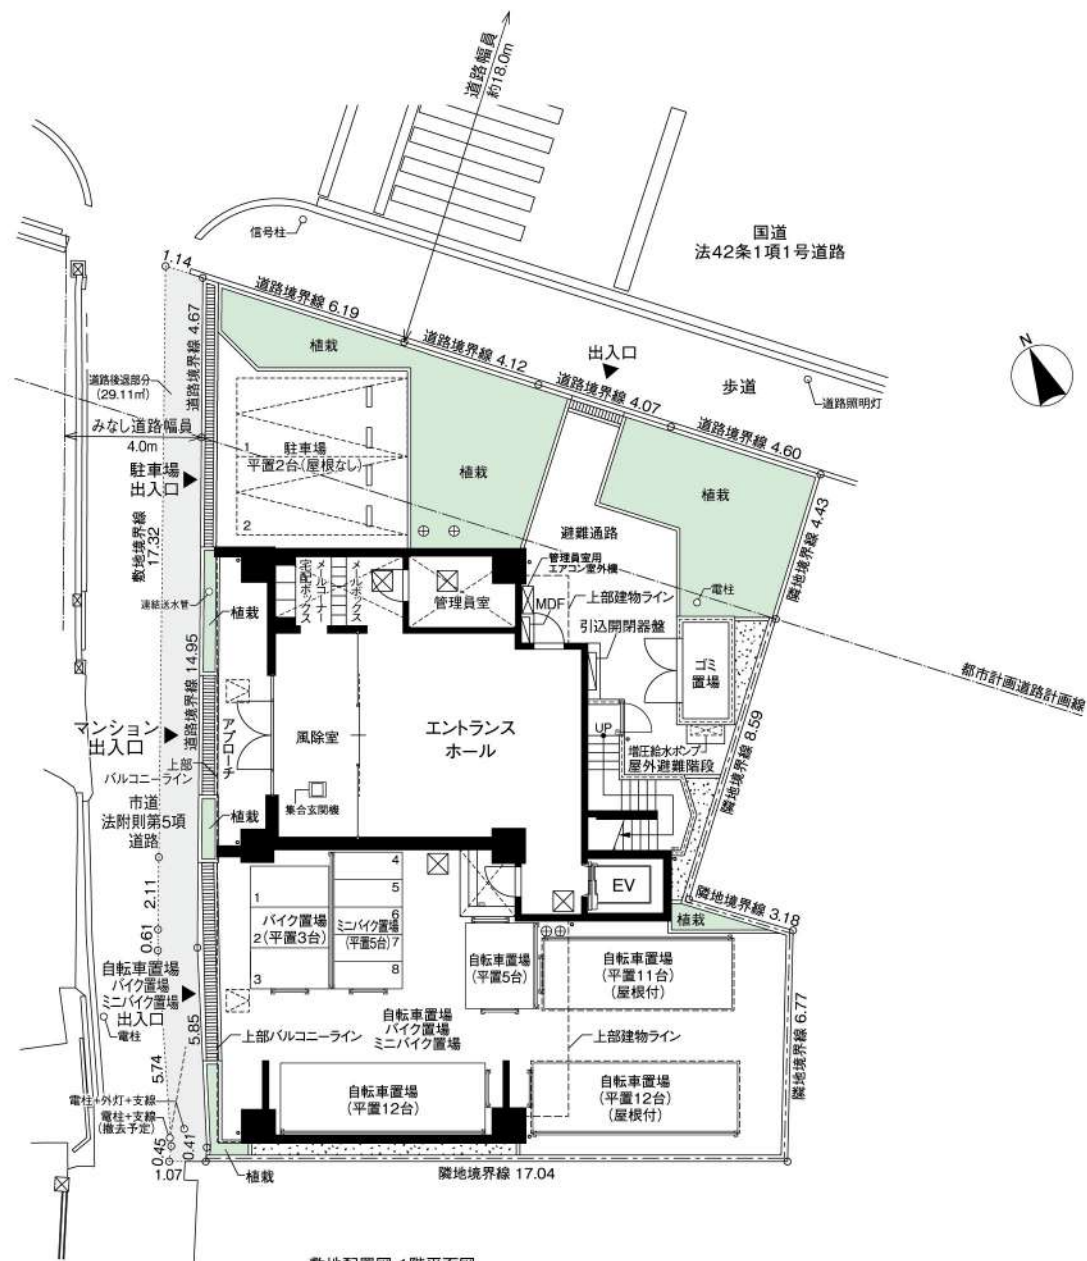 道路幅員
約18.0m
国道
法42条1項1号道路
信号柱
1.14
道路境界線 6.19
道路境界線 4.67
植栽
道路境界線 4.12
出入口
N
道路後退部分
(29.11㎡)
道路境界線 4.07
歩道
道路照明灯
みなし道路幅員
4.0m
1
駐車場
平置2台(屋根なし)
2
植栽
道路境界線 4.60
植栽
駐車場
出入口
敷地境界線
17.32
隣地境界線 4.43
避難通路
管理員室用
エアコン室外機
連結送水管
植栽
宅配ボックス
メールコーナー
メールボックス
管理員室
MDF
上部建物ライン
引込開閉器盤
電柱
ゴミ
置場
都市計画道路計画線
道路境界線 14.95
マンション
出入口
アプローチ
風除室
エントランス
ホール
UP
増圧給水ポンプ
屋外避難階段
隣地境界線 8.59
上部
バルコニーライン
集合玄関機
市道
法附則第5項
道路
植栽
2.11
0.61
1
バイク置場
2
(平置3台)
3
4
5
6
ミニバイク置場
(平置5台)
7
8
EV
隣地境界線 3.18
植栽
自転車置場
(平置5台)
自転車置場
(平置11台)
(屋根付)
自転車置場
バイク置場
ミニバイク置場
出入口
電柱
5.85
自転車置場
バイク置場
ミニバイク置場
上部バルコニーライン
上部建物ライン
隣地境界線 6.77
5.74
自転車置場
(平置12台)
自転車置場
(平置12台)
(屋根付)
電柱+外灯+支線
電柱+支線
(撤去予定)
0.45
0.41
1.07
植栽
隣地境界線 17.04
敷地配置図・1階平面図